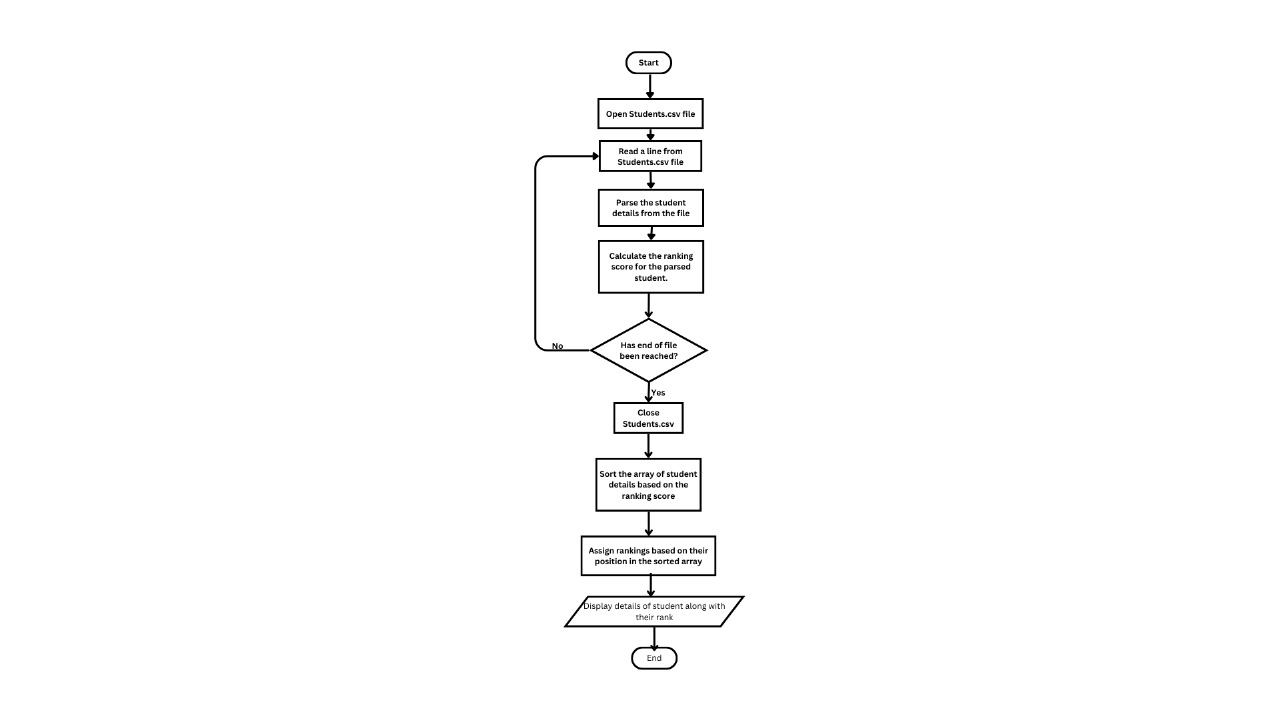 Start
Open Students.csv file
Read a line from
Students.csv file
Parse the student
details from the file
Calculate the ranking
score for the parsed
student.
Has end of file
been reached?
No
Yes
Close
Students.csv
Sort the array of student
details based on the
ranking score
Assign rankings based on their
position in the sorted array
Display details of student along with
their rank
End